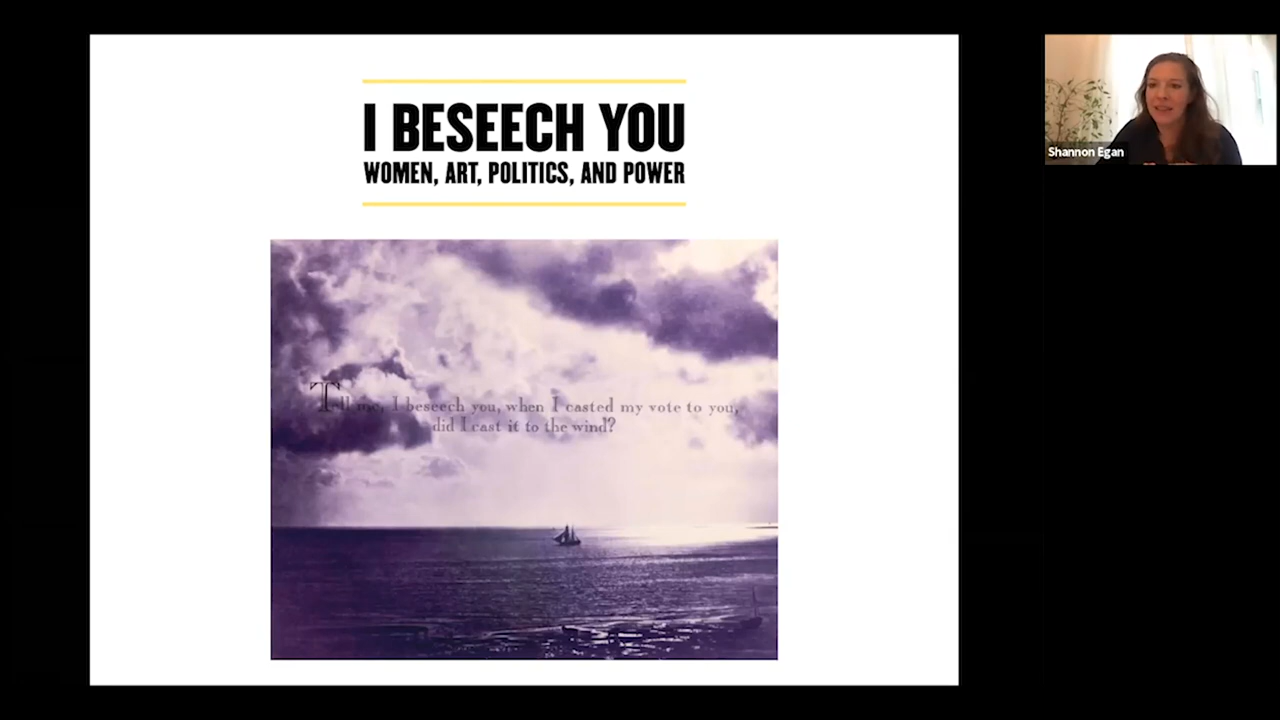 I BESEECH YOU
WOMEN, ART, POLITICS, AND POWER
Tell me, I beseech you, when I casted my vote to you,
did I cast it to the wind?
Shannon Egan